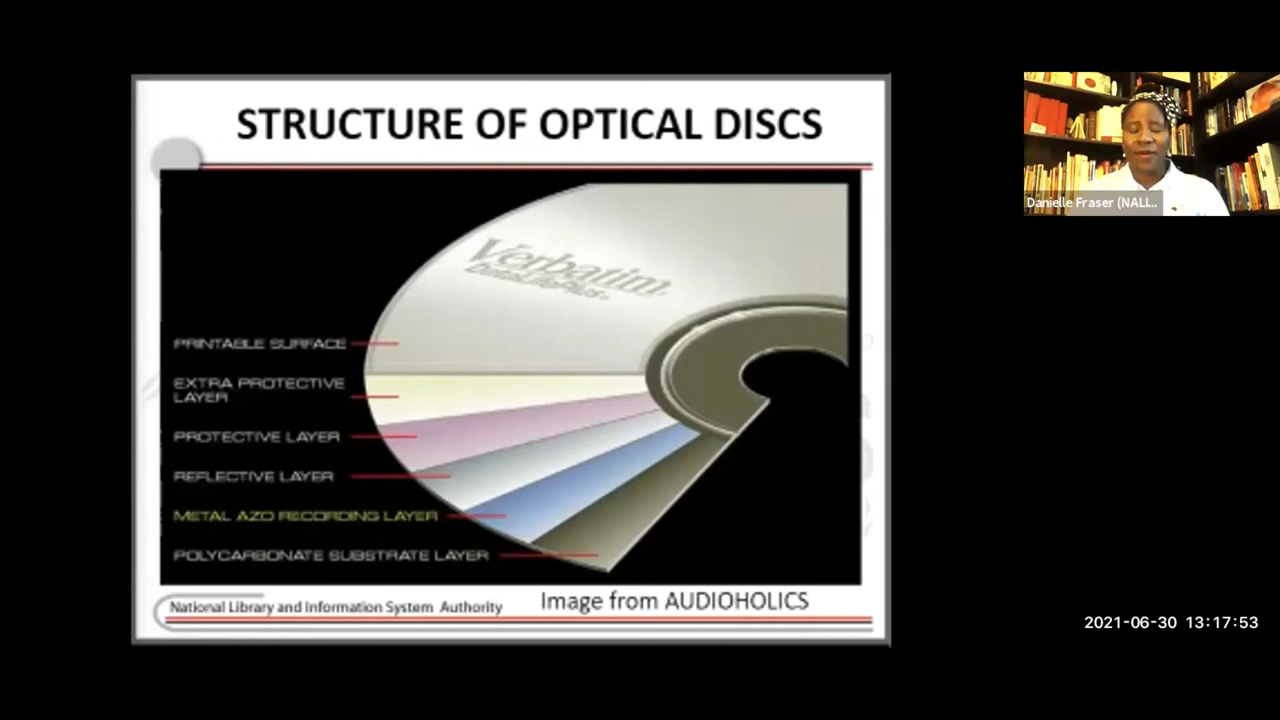 STRUCTURE OF OPTICAL DISCS
Verbatim
DataLifePlus
PRINTABLE SURFACE
EXTRA PROTECTIVE
LAYER
PROTECTIVE LAYER
REFLECTIVE LAYER
METAL AZO RECORDING LAYER
POLYCARBONATE SUBSTRATE LAYER
National Library and Information System Authority
Image from AUDIOHOLICS
Danielle Fraser (NALI...
2021-06-30 13:17:53